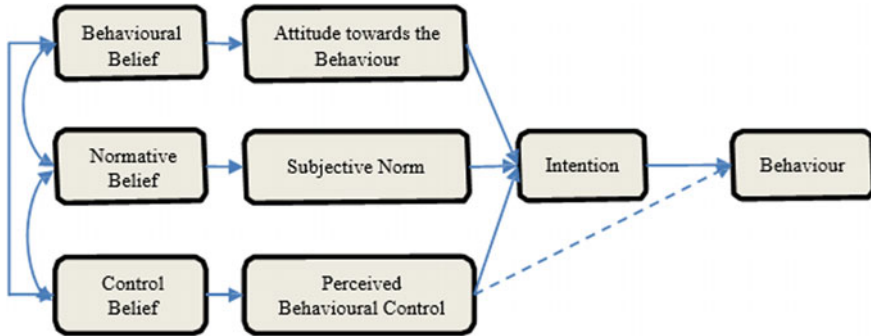 Behavioural
Belief
Attitude towards the
Behaviour
Normative
Belief
Subjective Norm
Intention
Behaviour
Control
Belief
Perceived
Behavioural Control